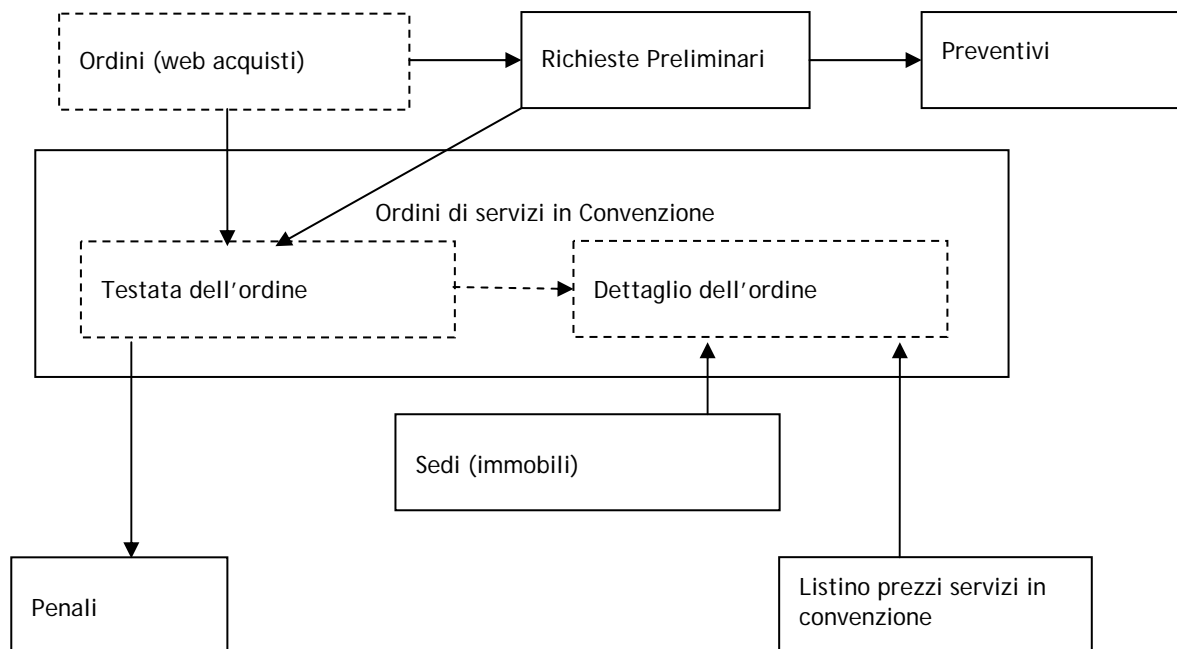 Ordini (web acquisti)
Richieste Preliminari
Preventivi
Ordini di servizi in Convenzione
Testata dell’ordine
Dettaglio dell’ordine
Sedi (immobili)
Penali
Listino prezzi servizi in
convenzione